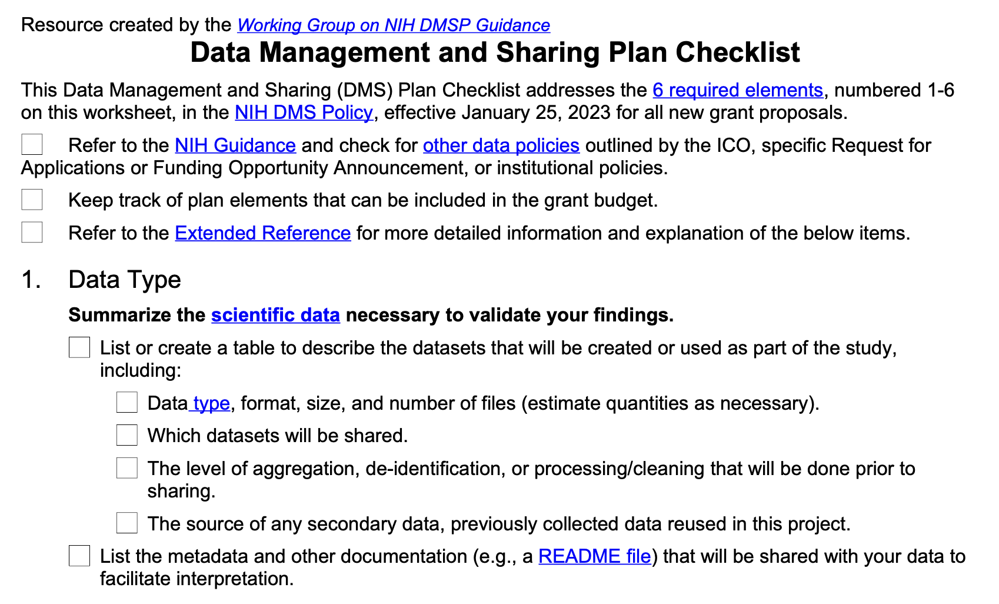 Resource created by the Working Group on NIH DMSP Guidance
Data Management and Sharing Plan Checklist
This Data Management and Sharing (DMS) Plan Checklist addresses the 6 required elements, numbered 1-6
on this worksheet, in the NIH DMS Policy, effective January 25, 2023 for all new grant proposals.
Refer to the NIH Guidance and check for other data policies outlined by the ICO, specific Request for
Applications or Funding Opportunity Announcement, or institutional policies.
Keep track of plan elements that can be included in the grant budget.
Refer to the Extended Reference for more detailed information and explanation of the below items.
1. Data Type
Summarize the scientific data necessary to validate your findings.
List or create a table to describe the datasets that will be created or used as part of the study,
including:
Data type, format, size, and number of files (estimate quantities as necessary).
Which datasets will be shared.
The level of aggregation, de-identification, or processing/cleaning that will be done prior to
sharing.
The source of any secondary data, previously collected data reused in this project.
List the metadata and other documentation (e.g., a README file) that will be shared with your data to
facilitate interpretation.